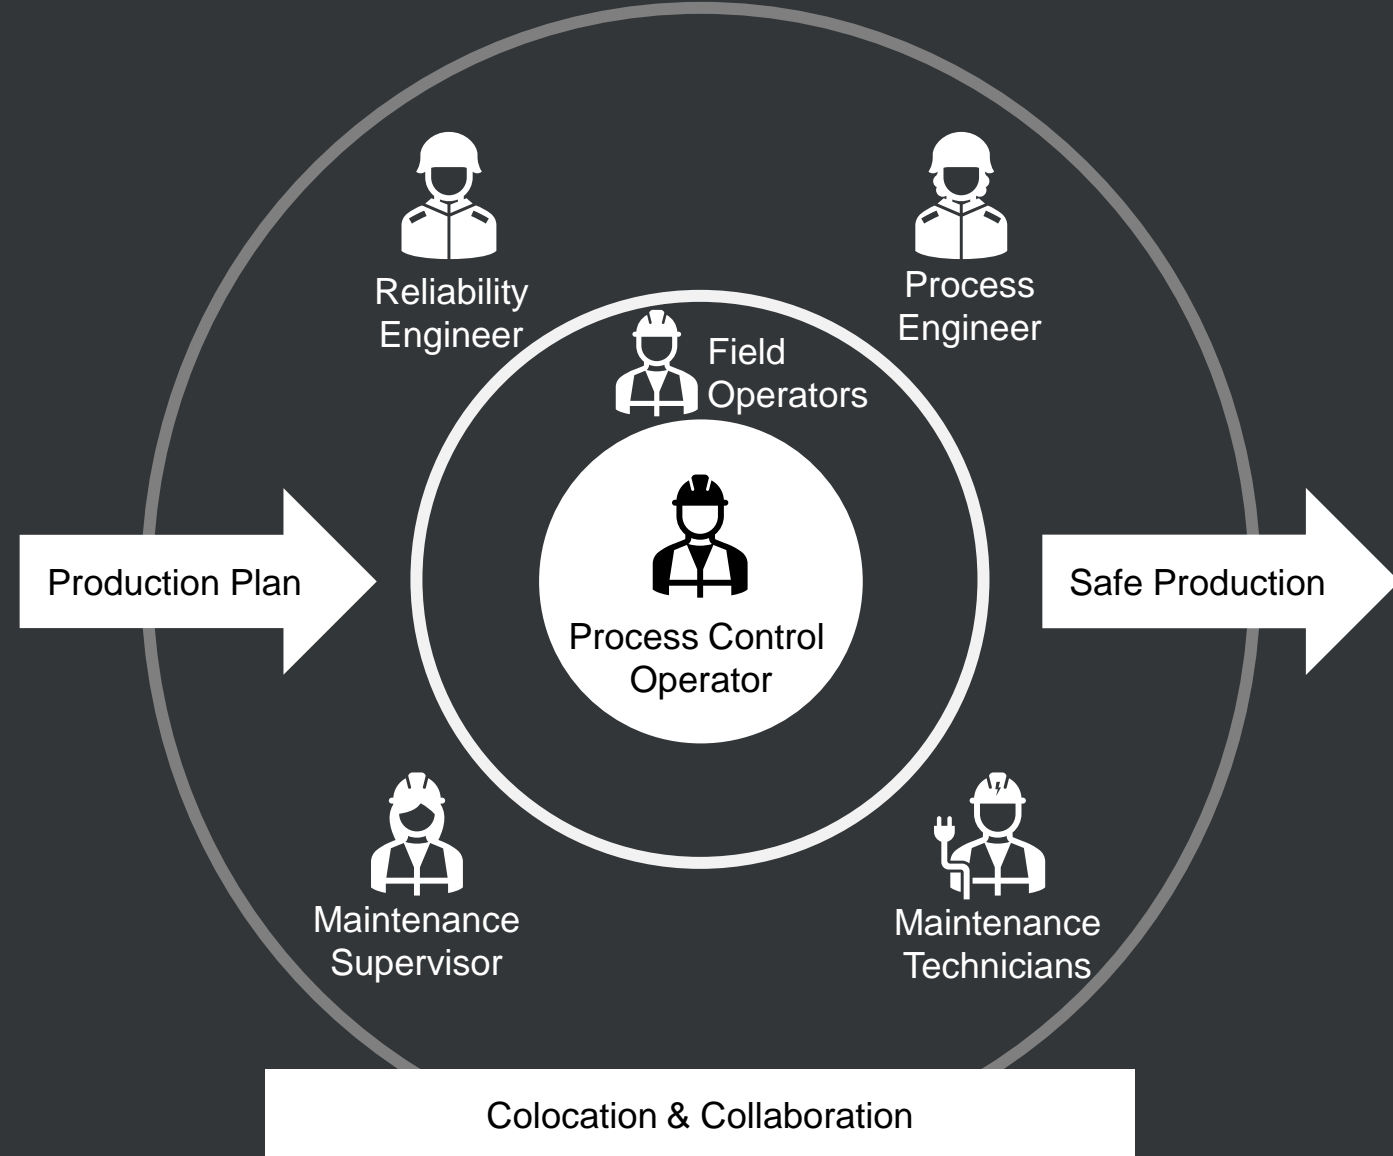 Reliability
Engineer
Process
Engineer
Field
Operators
Production Plan
Process Control
Operator
Safe Production
Maintenance
Supervisor
Maintenance
Technicians
Colocation & Collaboration